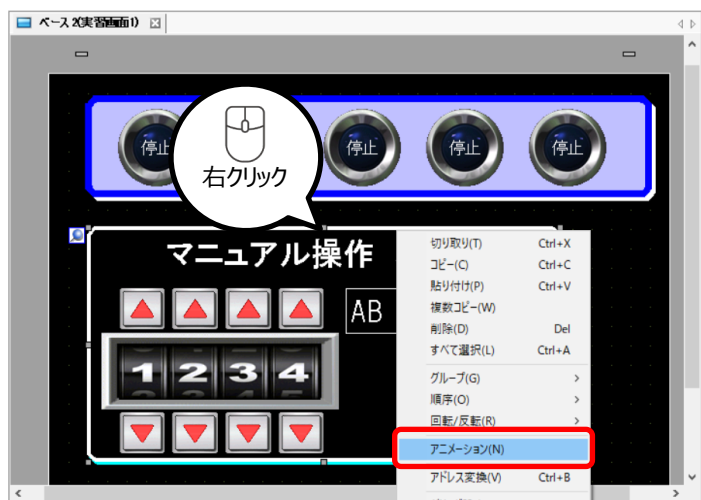 ベース 2(実習画面1)
停止 停止 停止 停止
右クリック
マニュアル操作
AB
1 2 3 4
切り取り(T) Ctrl+X
コピー(C) Ctrl+C
貼り付け(P) Ctrl+V
複数コピー(W)
削除(D) Del
すべて選択(L) Ctrl+A
グループ(G)
順序(O)
回転/反転(R)
アニメーション(N)
アドレス変換(V) Ctrl+B